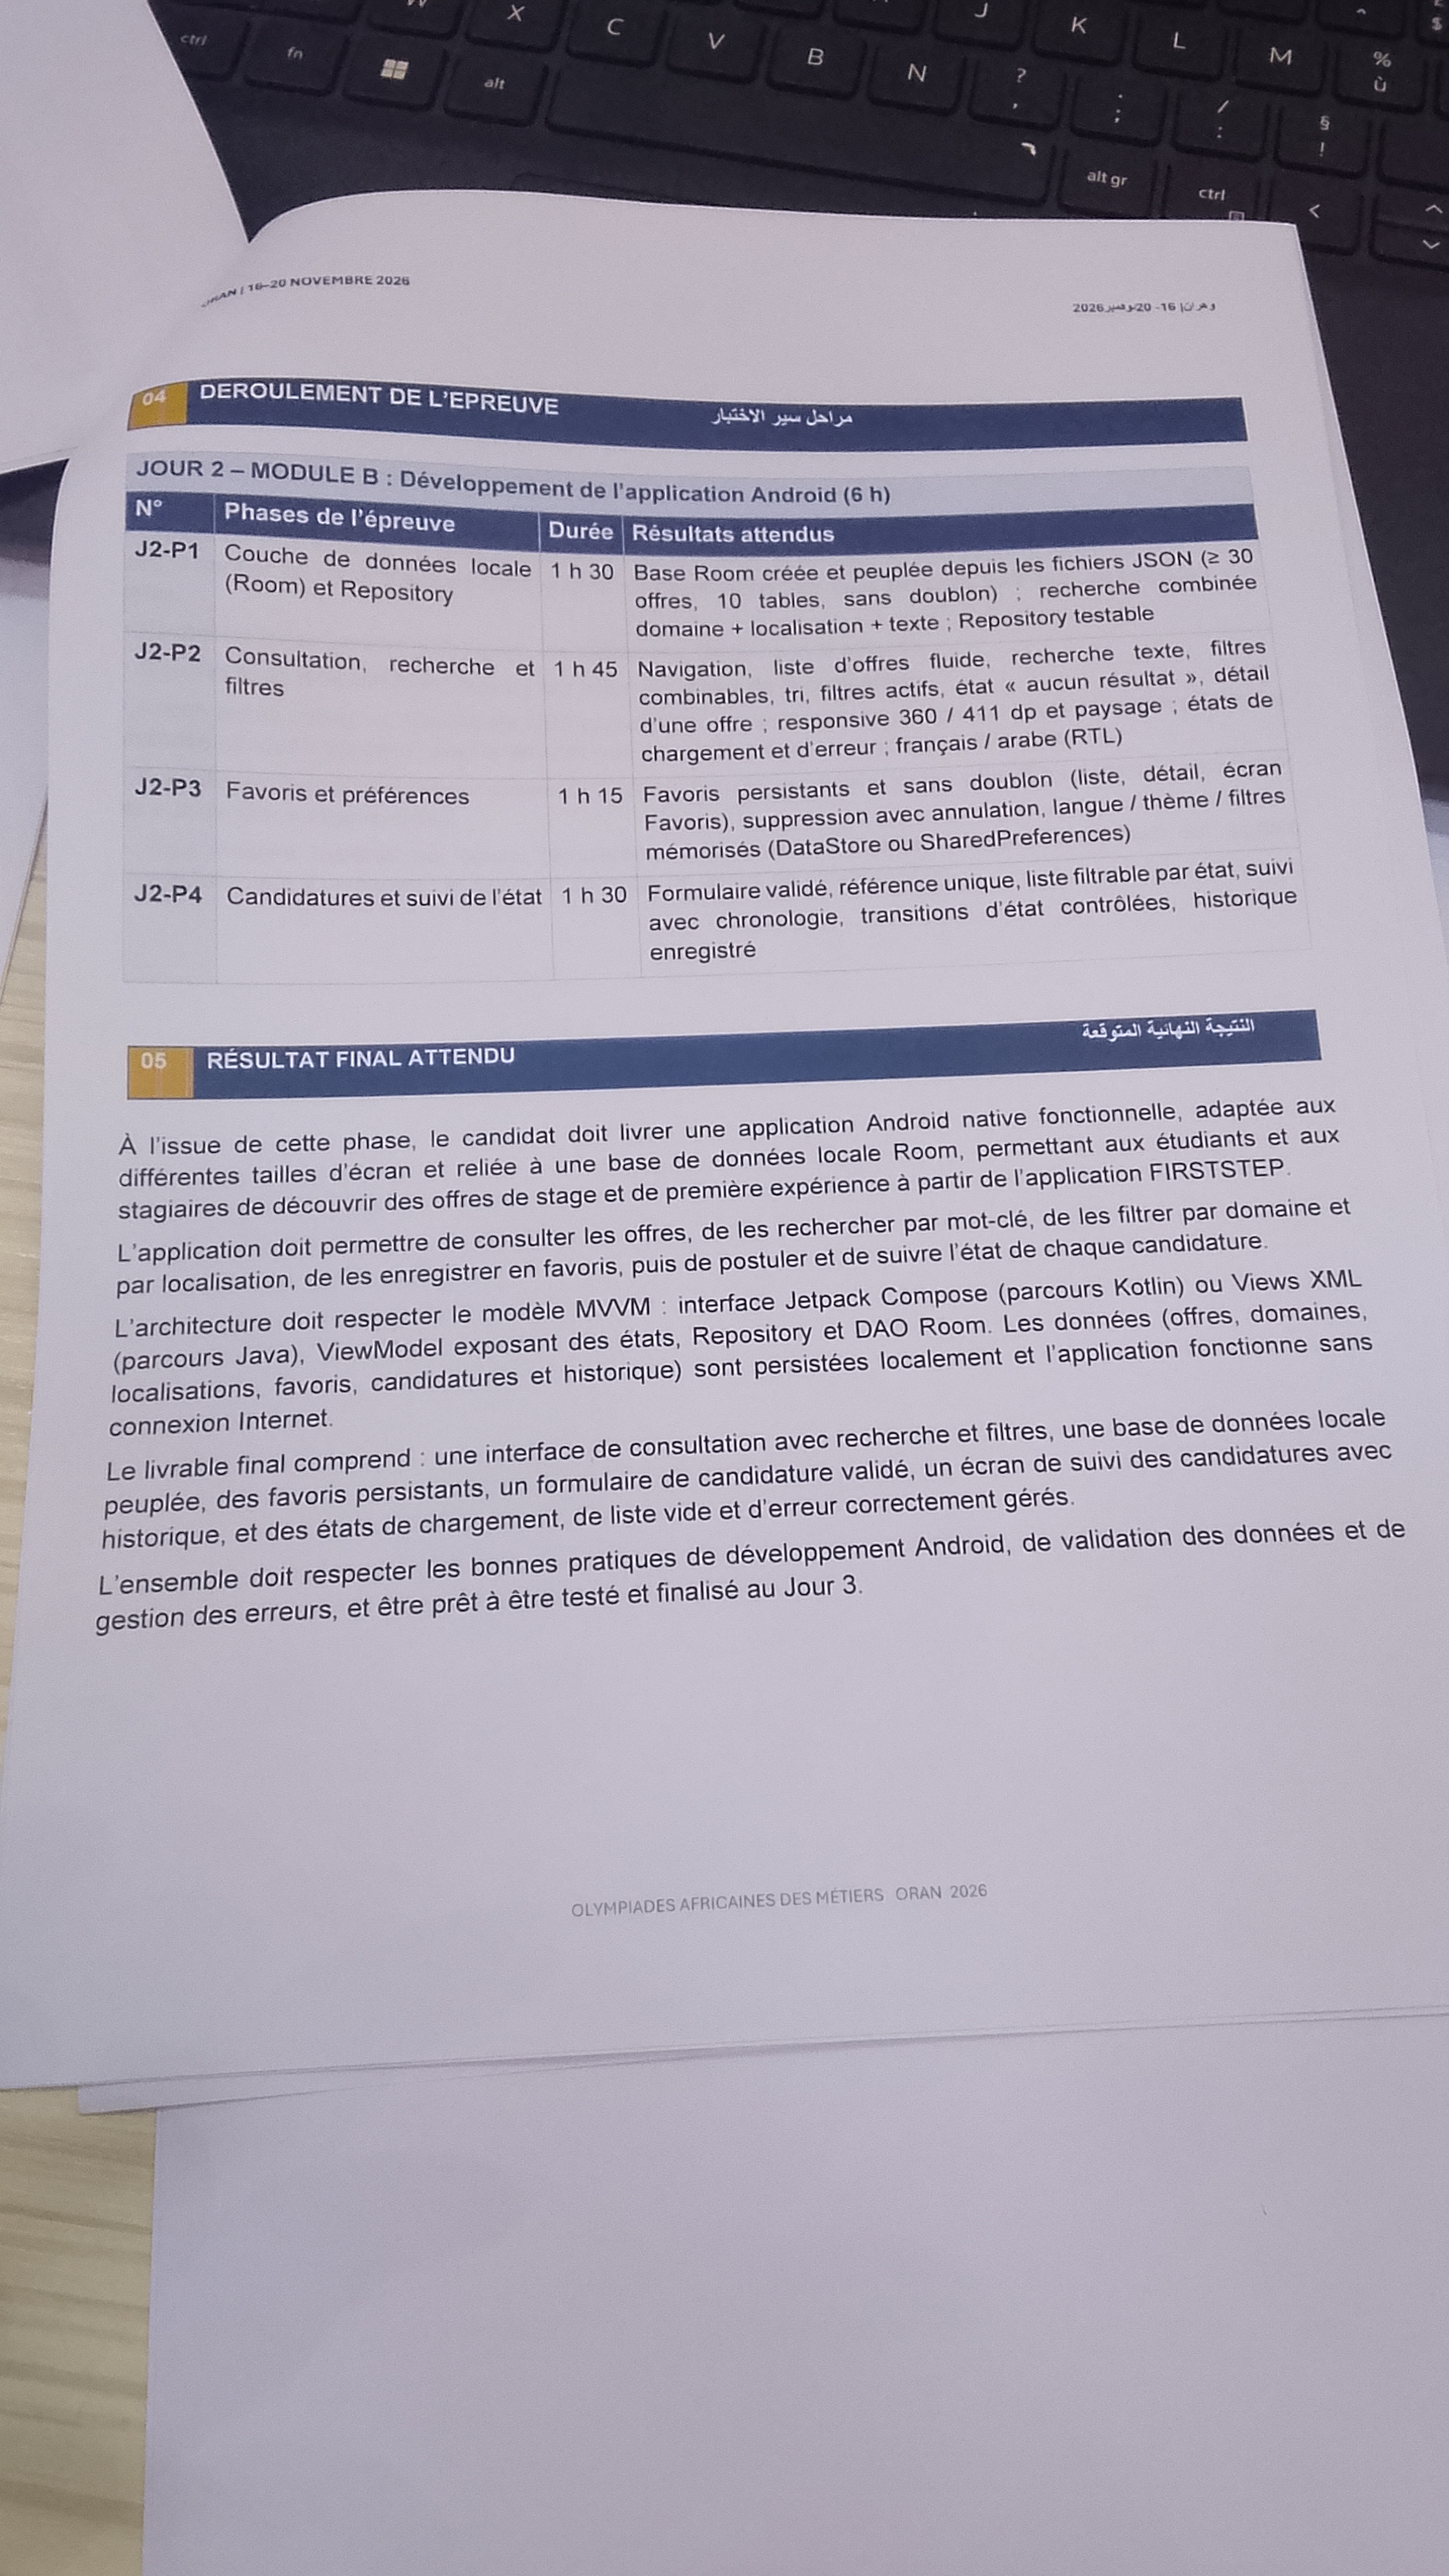 ctrl
fn
alt
X
C
V
B
N
J
K
L
M
?
,
.
;
/
:
§
!
%
ù
$
alt gr
ctrl
<
ORAN | 16–20 NOVEMBRE 2026
وهران| 16- 20نوفمبر2026
04 DEROULEMENT DE L'EPREUVE مراحل سير الاختبار
JOUR 2 – MODULE B : Développement de l'application Android (6 h)
N° Phases de l'épreuve Durée Résultats attendus
J2-P1 Couche de données locale 1 h 30 Base Room créée et peuplée depuis les fichiers JSON (≥ 30
(Room) et Repository offres, 10 tables, sans doublon) ; recherche combinée
domaine + localisation + texte ; Repository testable
J2-P2 Consultation, recherche et 1 h 45 Navigation, liste d'offres fluide, recherche texte, filtres
filtres combinables, tri, filtres actifs, état « aucun résultat », détail
d'une offre ; responsive 360 / 411 dp et paysage ; états de
chargement et d'erreur ; français / arabe (RTL)
J2-P3 Favoris et préférences 1 h 15 Favoris persistants et sans doublon (liste, détail, écran
Favoris), suppression avec annulation, langue / thème / filtres
mémorisés (DataStore ou SharedPreferences)
J2-P4 Candidatures et suivi de l'état 1 h 30 Formulaire validé, référence unique, liste filtrable par état, suivi
avec chronologie, transitions d'état contrôlées, historique
enregistré
05 RÉSULTAT FINAL ATTENDU النتيجة النهائية المتوقعة
À l'issue de cette phase, le candidat doit livrer une application Android native fonctionnelle, adaptée aux
différentes tailles d'écran et reliée à une base de données locale Room, permettant aux étudiants et aux
stagiaires de découvrir des offres de stage et de première expérience à partir de l'application FIRSTSTEP.
L'application doit permettre de consulter les offres, de les rechercher par mot-clé, de les filtrer par domaine et
par localisation, de les enregistrer en favoris, puis de postuler et de suivre l'état de chaque candidature.
L'architecture doit respecter le modèle MVVM : interface Jetpack Compose (parcours Kotlin) ou Views XML
(parcours Java), ViewModel exposant des états, Repository et DAO Room. Les données (offres, domaines,
localisations, favoris, candidatures et historique) sont persistées localement et l'application fonctionne sans
connexion Internet.
Le livrable final comprend : une interface de consultation avec recherche et filtres, une base de données locale
peuplée, des favoris persistants, un formulaire de candidature validé, un écran de suivi des candidatures avec
historique, et des états de chargement, de liste vide et d'erreur correctement gérés.
L'ensemble doit respecter les bonnes pratiques de développement Android, de validation des données et de
gestion des erreurs, et être prêt à être testé et finalisé au Jour 3.
OLYMPIADES AFRICAINES DES MÉTIERS ORAN 2026